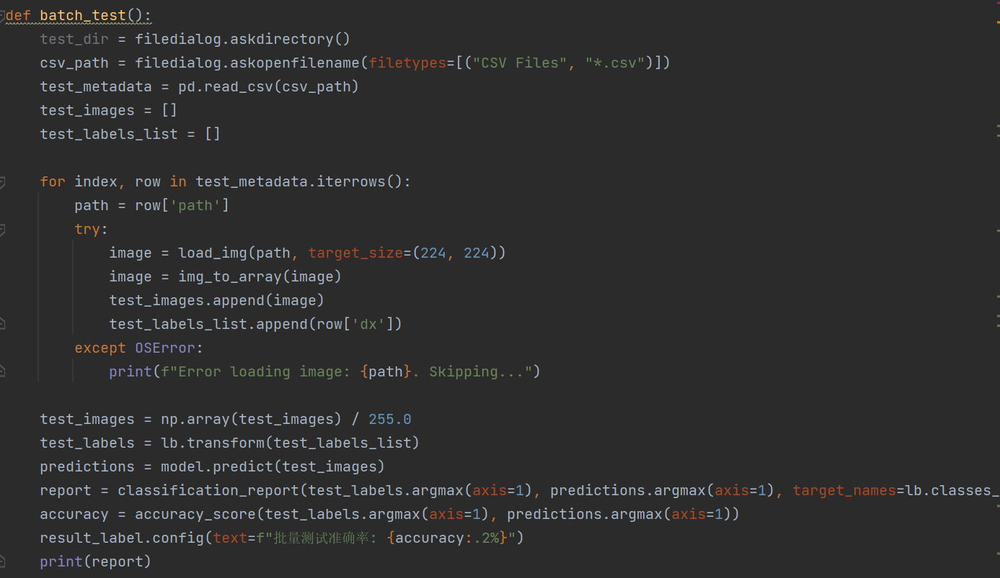 def batch_test():
    test_dir = filedialog.askdirectory()
    csv_path = filedialog.askopenfilename(filetypes=[("CSV Files", "*.csv")])
    test_metadata = pd.read_csv(csv_path)
    test_images = []
    test_labels_list = []

    for index, row in test_metadata.iterrows():
        path = row['path']
        try:
            image = load_img(path, target_size=(224, 224))
            image = img_to_array(image)
            test_images.append(image)
            test_labels_list.append(row['dx'])
        except OSError:
            print(f"Error loading image: {path}. Skipping...")

    test_images = np.array(test_images) / 255.0
    test_labels = lb.transform(test_labels_list)
    predictions = model.predict(test_images)
    report = classification_report(test_labels.argmax(axis=1), predictions.argmax(axis=1), target_names=lb.classes_
    accuracy = accuracy_score(test_labels.argmax(axis=1), predictions.argmax(axis=1))
    result_label.config(text=f"批量测试准确率: {accuracy:.2%}")
    print(report)